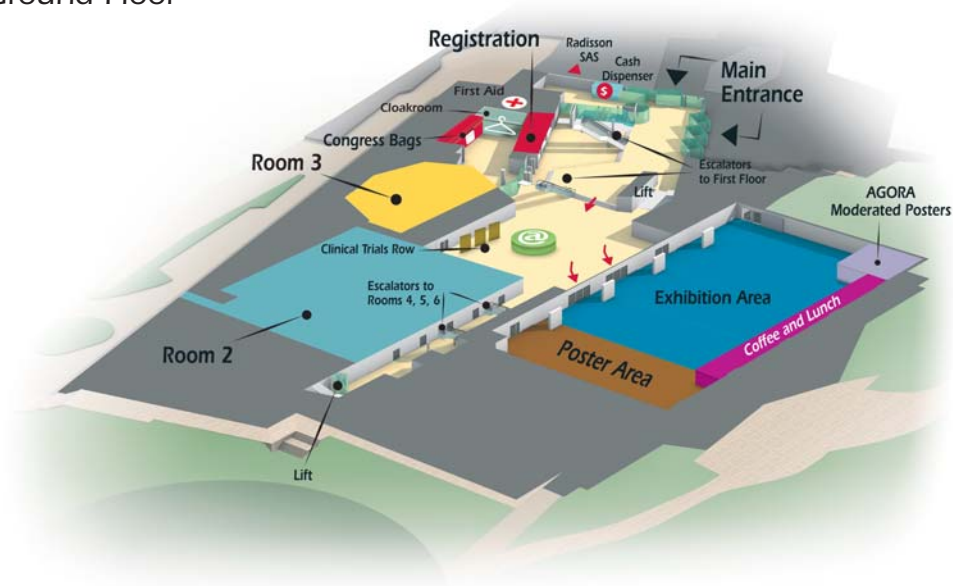 Ground Floor
Registration
Radisson
SAS
Cash
Dispenser
$
Main
Entrance
First Aid
Cloakroom
Congress Bags
Room 3
Escalators
to First Floor
Lift
AGORA
Moderated Posters
Clinical Trials Row
@
Escalators to
Rooms 4, 5, 6
Exhibition Area
Room 2
Poster Area
Coffee and Lunch
Lift